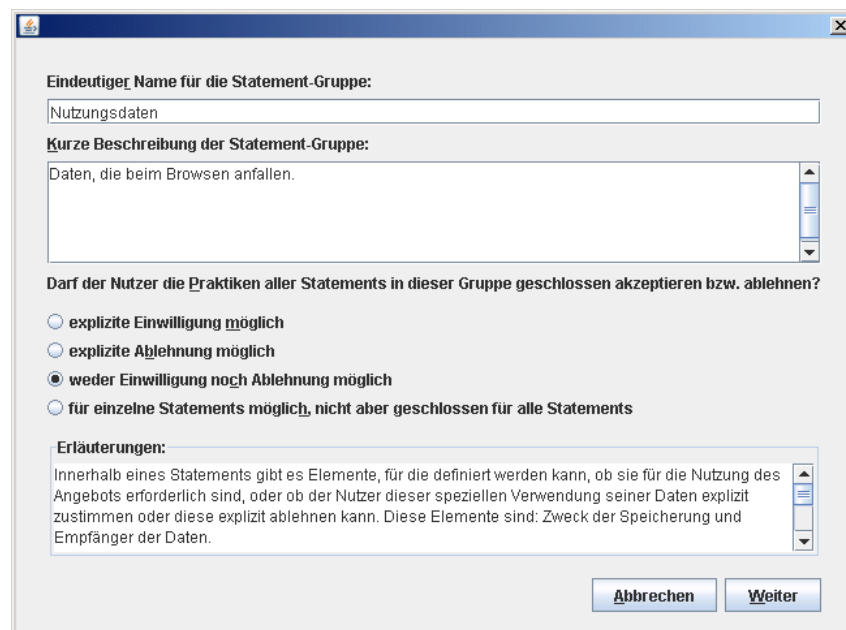 Eindeutiger Name für die Statement-Gruppe:
Nutzungsdaten
Kurze Beschreibung der Statement-Gruppe:
Daten, die beim Browsen anfallen.
Darf der Nutzer die Praktiken aller Statements in dieser Gruppe geschlossen akzeptieren bzw. ablehnen?
explizite Einwilligung möglich
explizite Ablehnung möglich
weder Einwilligung noch Ablehnung möglich
für einzelne Statements möglich, nicht aber geschlossen für alle Statements
Erläuterungen:
Innerhalb eines Statements gibt es Elemente, für die definiert werden kann, ob sie für die Nutzung des
Angebots erforderlich sind, oder ob der Nutzer dieser speziellen Verwendung seiner Daten explizit
zustimmen oder diese explizit ablehnen kann. Diese Elemente sind: Zweck der Speicherung und
Empfänger der Daten.
Abbrechen
Weiter